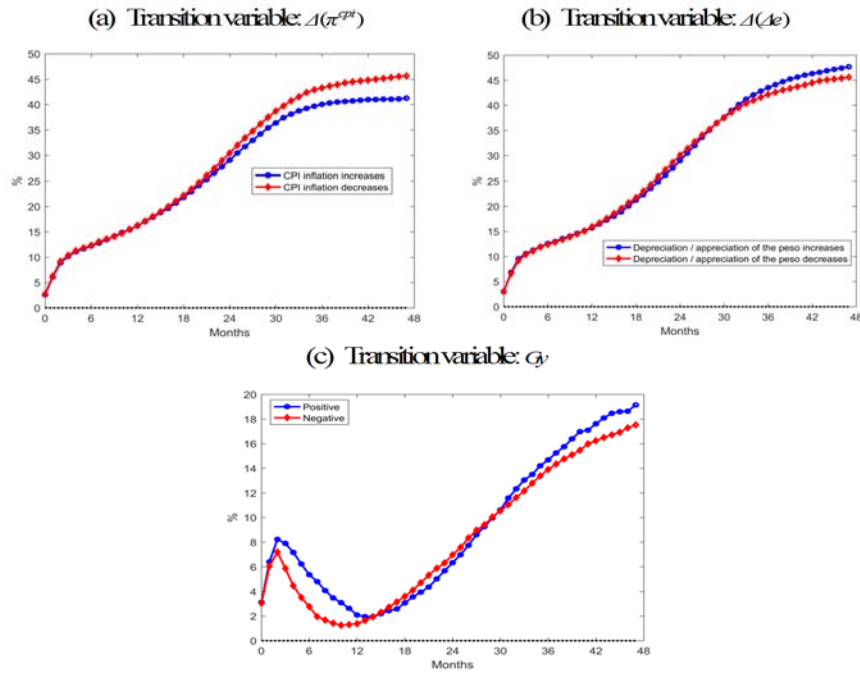 (a) Transition variable: Δ(π^cpi)
(b) Transition variable: Δ(Δe)
50
45
40
35
30
25
20
15
10
5
0
%
CPI inflation increases
CPI inflation decreases
0 6 12 18 24 30 36 42 48
Months
50
45
40
35
30
25
20
15
10
5
0
%
Depreciation / appreciation of the peso increases
Depreciation / appreciation of the peso decreases
0 6 12 18 24 30 36 42 48
Months
(c) Transition variable: Gy
20
18
16
14
12
10
8
6
4
2
0
%
Positive
Negative
0 6 12 18 24 30 36 42 48
Months